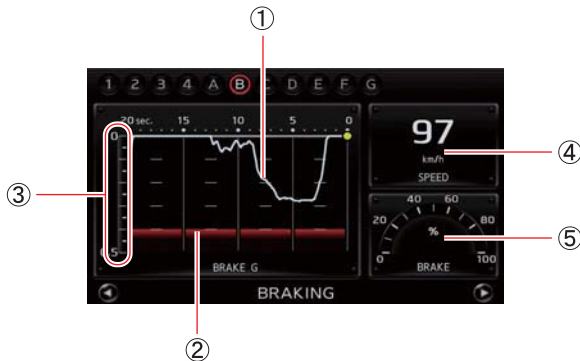 ①
1 2 3 4 A B C D E F G
20 sec. 15 10 5 0
0
97
km/h
SPEED
③
④
20 40 60 80
%
0 100
⑤
0.5
BRAKE G
BRAKE
BRAKING
②